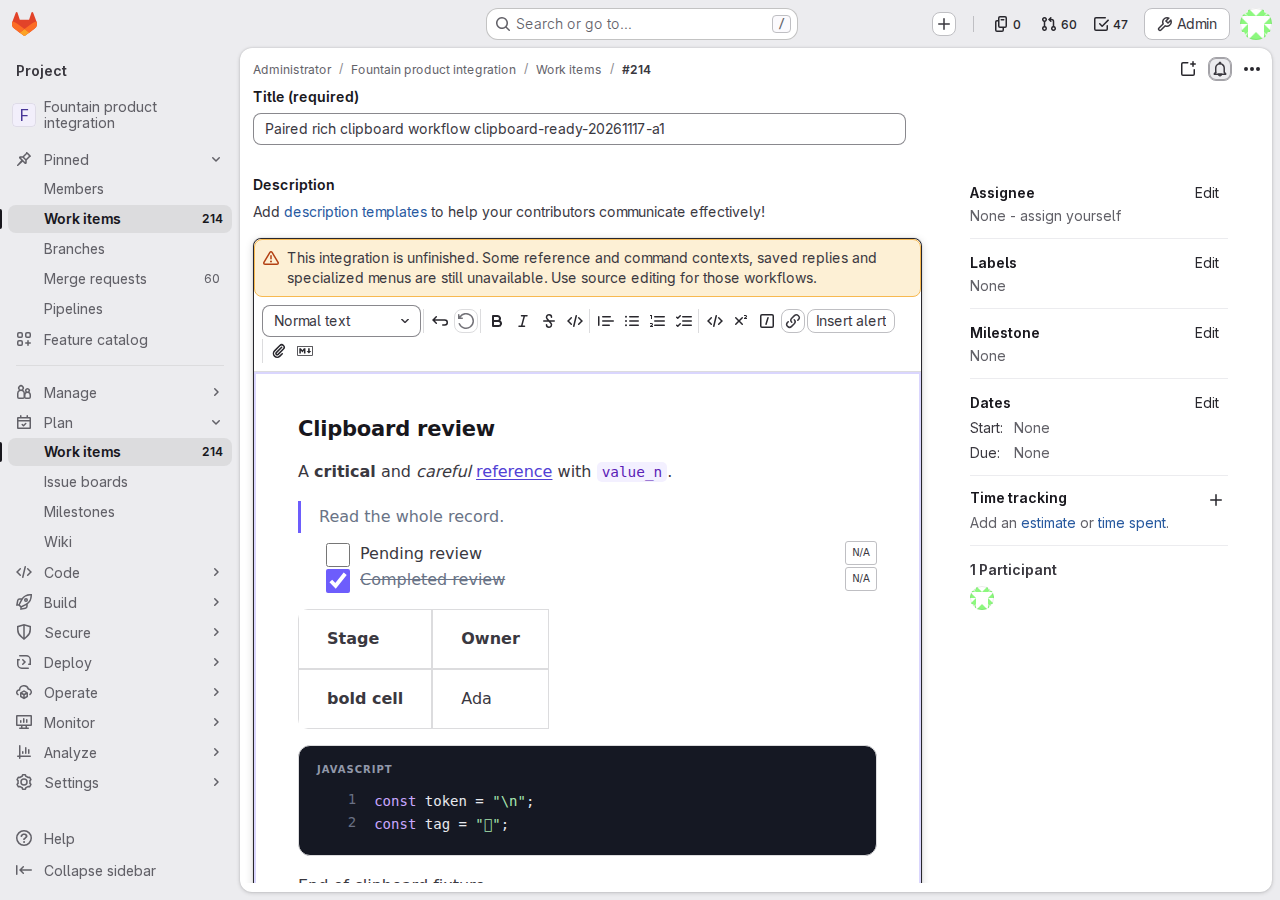 Search or go to...
/
0
60
47
Admin
Project
F
Fountain product integration
Pinned
Members
Work items
214
Branches
Merge requests
60
Pipelines
Feature catalog
Manage
Plan
Work items
214
Issue boards
Milestones
Wiki
Code
Build
Secure
Deploy
Operate
Monitor
Analyze
Settings
Help
Collapse sidebar
Administrator / Fountain product integration / Work items / #214
Title (required)
Paired rich clipboard workflow clipboard-ready-20261117-a1
Description
Add description templates to help your contributors communicate effectively!
This integration is unfinished. Some reference and command contexts, saved replies and
specialized menus are still unavailable. Use source editing for those workflows.
Normal text
Insert alert
Clipboard review
A critical and careful reference with value_n.
Read the whole record.
Pending review
N/A
Completed review
N/A
Stage Owner
bold cell Ada
JAVASCRIPT
1 const token = "\n";
2 const tag = "";
End of clipboard fixture
Assignee
Edit
None - assign yourself
Labels
Edit
None
Milestone
Edit
None
Dates
Edit
Start: None
Due: None
Time tracking
Add an estimate or time spent.
1 Participant